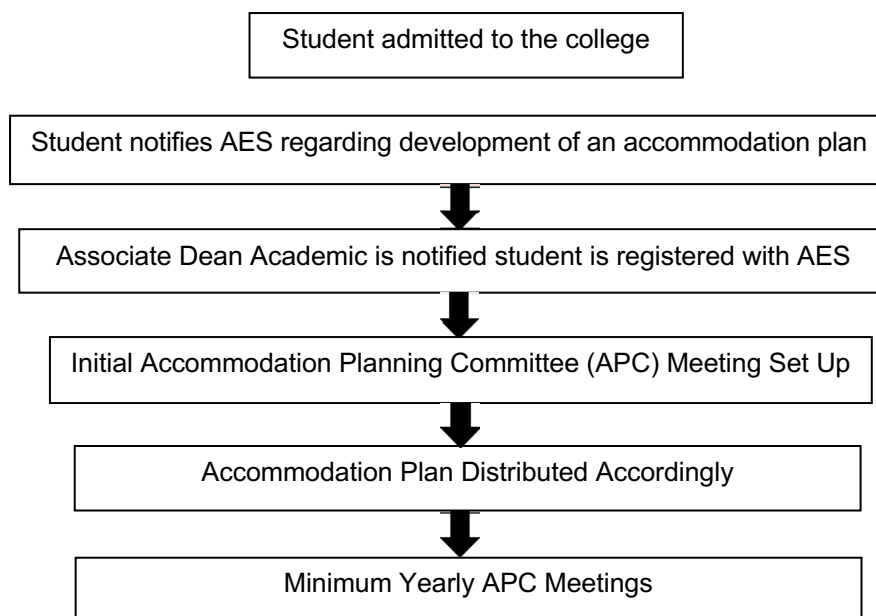 Student admitted to the college
Student notifies AES regarding development of an accommodation plan
Associate Dean Academic is notified student is registered with AES
Initial Accommodation Planning Committee (APC) Meeting Set Up
Accommodation Plan Distributed Accordingly
Minimum Yearly APC Meetings